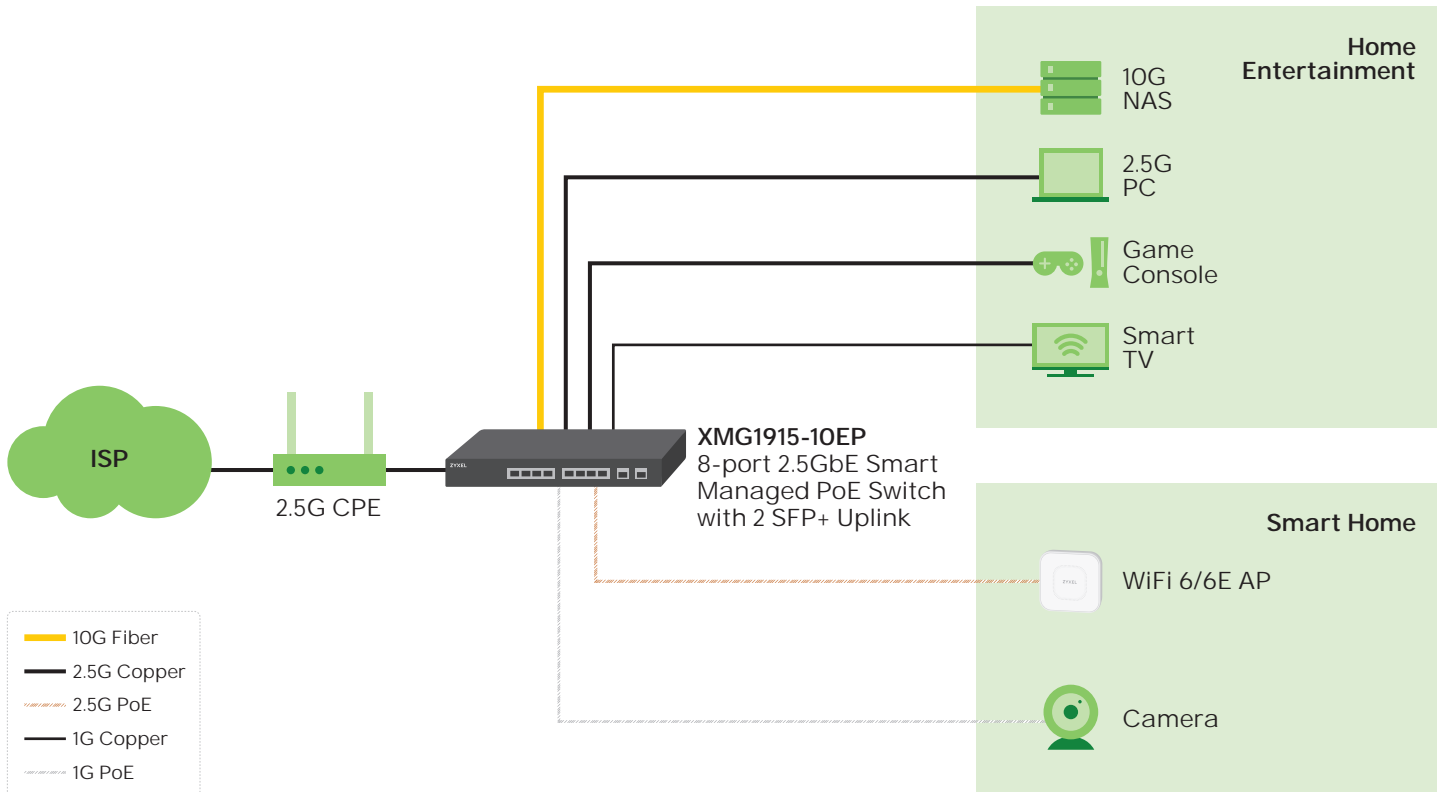 Home
Entertainment
10G
NAS
2.5G
PC
Game
Console
Smart
TV
ISP
2.5G CPE
ZYXEL
XMG1915-10EP
8-port 2.5GbE Smart
Managed PoE Switch
with 2 SFP+ Uplink
Smart Home
ZYXEL
WiFi 6/6E AP
Camera
10G Fiber
2.5G Copper
2.5G PoE
1G Copper
1G PoE